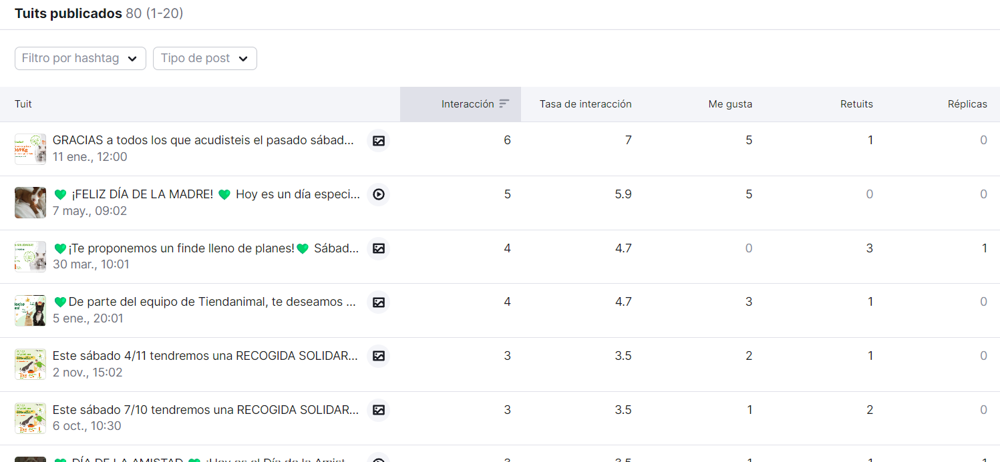 Tuits publicados 80 (1-20)
Filtro por hashtag Tipo de post
Tuit Interacción Tasa de interacción Me gusta Retuits Réplicas
GRACIAS a todos los que acudisteis el pasado sábad... 6 7 5 1 0
11 ene., 12:00
💚 ¡FELIZ DÍA DE LA MADRE! 💚 Hoy es un día especi... 5 5.9 5 0 0
7 may., 09:02
💚¡Te proponemos un finde lleno de planes!💚 Sábad... 4 4.7 0 3 1
30 mar., 10:01
💚De parte del equipo de Tiendanimal, te deseamos ... 4 4.7 3 1 0
5 ene., 20:01
Este sábado 4/11 tendremos una RECOGIDA SOLIDAR... 3 3.5 2 1 0
2 nov., 15:02
Este sábado 7/10 tendremos una RECOGIDA SOLIDAR... 3 3.5 1 2 0
6 oct., 10:30
💚 DÍA DE LA AMISTAD 💚 ¡Hoy es el Día de la Amist... 3 3.5 1 1 1